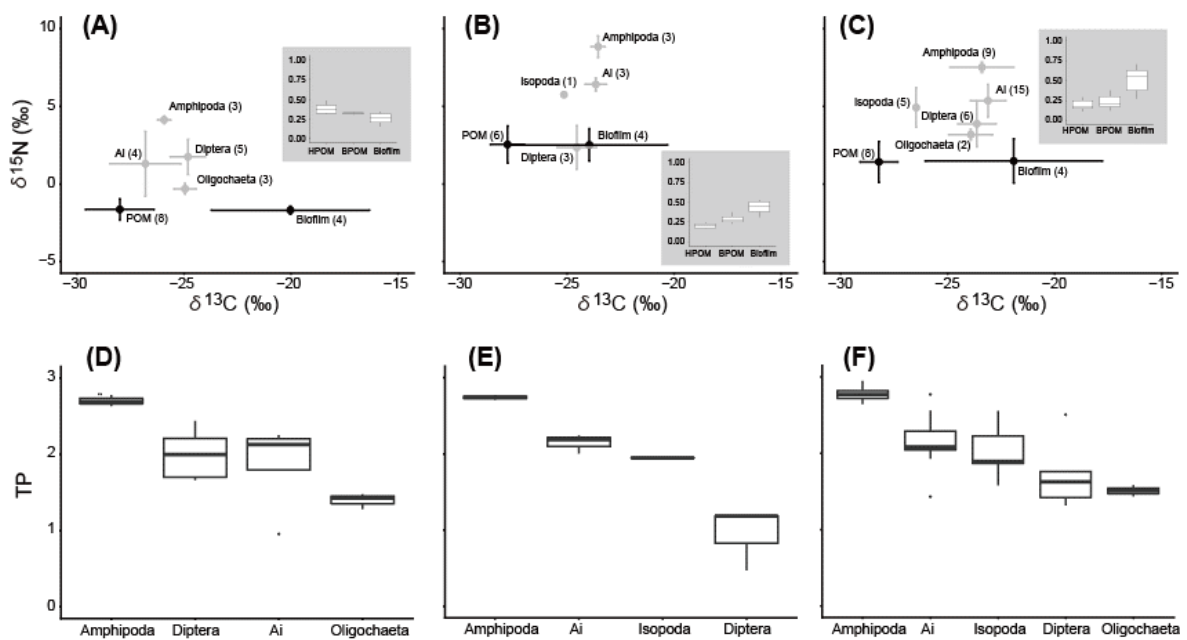 (A)
(B)
(C)
10
5
0
−5
δ15N (‰)
Amphipoda (3)
Ai (4)
Diptera (5)
Oligochaeta (3)
POM (8)
Biofilm (4)
1.00
0.75
0.50
0.25
0.00
HPOM BPOM Biofilm
−30 −25 −20 −15
δ 13C (‰)
Amphipoda (3)
Ai (3)
Isopoda (1)
POM (6)
Biofilm (4)
Diptera (3)
1.00
0.75
0.50
0.25
0.00
HPOM BPOM Biofilm
−30 −25 −20 −15
δ 13C (‰)
Amphipoda (9)
Ai (15)
Isopoda (5)
Diptera (6)
Oligochaeta (2)
POM (8)
Biofilm (4)
1.00
0.75
0.50
0.25
0.00
HPOM BPOM Biofilm
−30 −25 −20 −15
δ 13C (‰)
(D)
(E)
(F)
3
2
1
0
TP
Amphipoda Diptera Ai Oligochaeta
Amphipoda Ai Isopoda Diptera
Amphipoda Ai Isopoda Diptera Oligochaeta